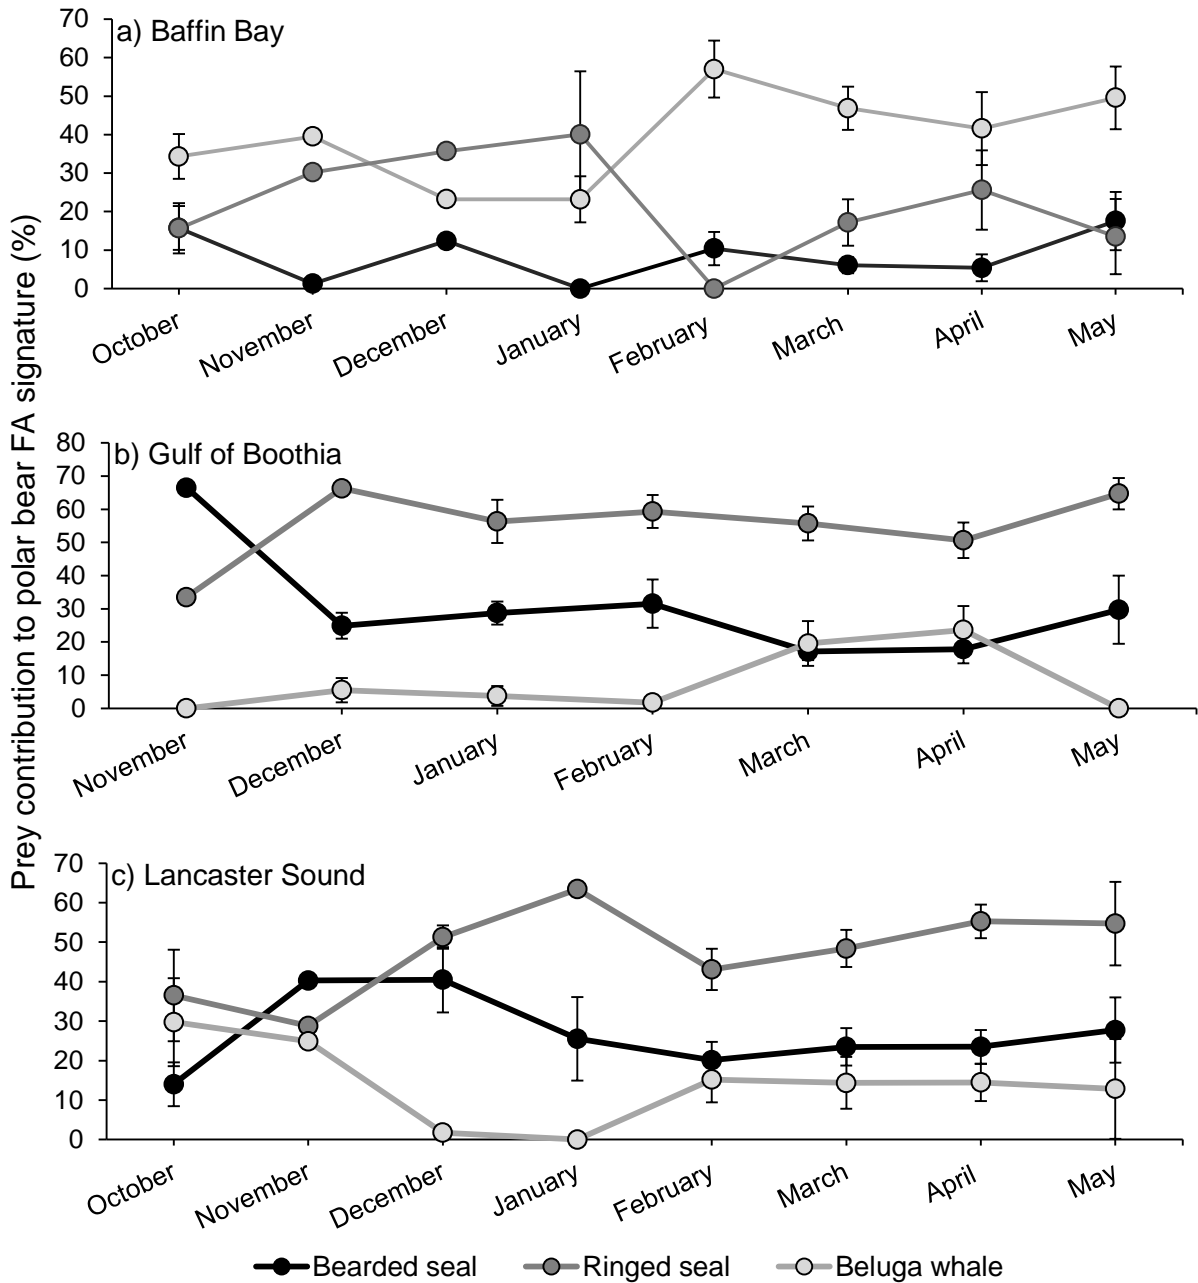 Prey contribution to polar bear FA signature (%)
a) Baffin Bay
70
60
50
40
30
20
10
0
October
November
December
January
February
March
April
May
b) Gulf of Boothia
80
70
60
50
40
30
20
10
0
November
December
January
February
March
April
May
c) Lancaster Sound
70
60
50
40
30
20
10
0
October
November
December
January
February
March
April
May
Bearded seal
Ringed seal
Beluga whale